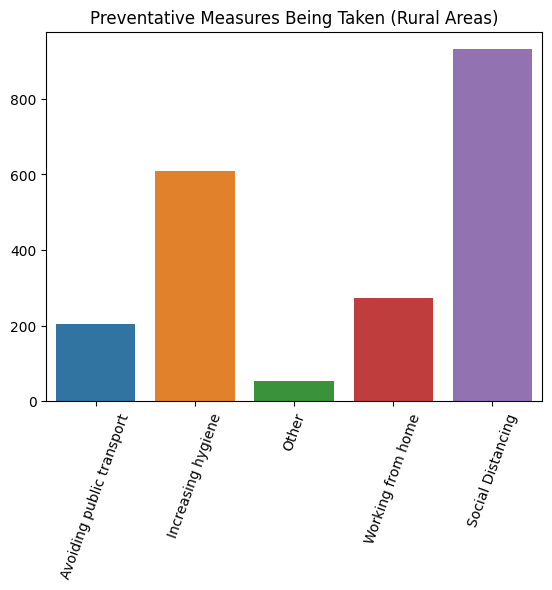 Preventative Measures Being Taken (Rural Areas)
800
600
400
200
0
Avoiding public transport
Increasing hygiene
Other
Working from home
Social Distancing